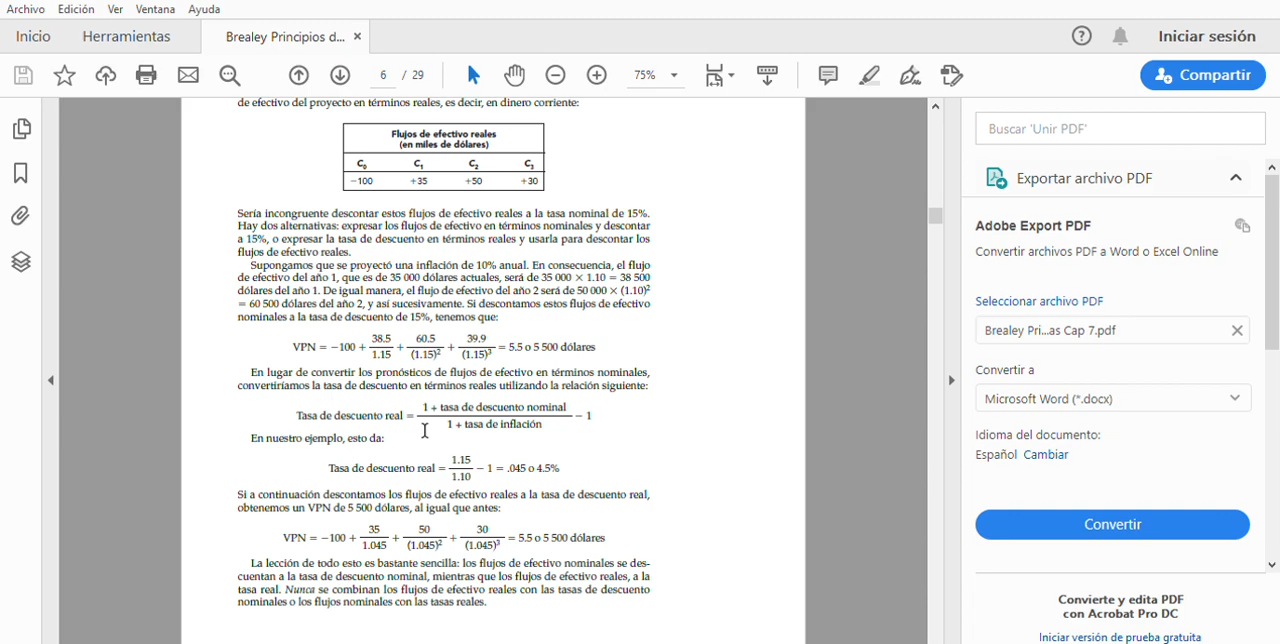 Archivo Edición Ver Ventana Ayuda
Inicio Herramientas Brealey Principios d... × Iniciar sesión
6 / 29 75% Compartir
de efectivo del proyecto en términos reales, es decir, en dinero corriente:
Flujos de efectivo reales
(en miles de dólares)
C₀ C₁ C₂ C₃
−100 +35 +50 +30
Sería incongruente descontar estos flujos de efectivo reales a la tasa nominal de 15%.
Hay dos alternativas: expresar los flujos de efectivo en términos nominales y descontar
a 15%, o expresar la tasa de descuento en términos reales y usarla para descontar los
flujos de efectivo reales.
Supongamos que se proyectó una inflación de 10% anual. En consecuencia, el flujo
de efectivo del año 1, que es de 35 000 dólares actuales, será de 35 000 × 1.10 = 38 500
dólares del año 1. De igual manera, el flujo de efectivo del año 2 será de 50 000 × (1.10)²
= 60 500 dólares del año 2, y así sucesivamente. Si descontamos estos flujos de efectivo
nominales a la tasa de descuento de 15%, tenemos que:
VPN = −100 + 38.5/1.15 + 60.5/(1.15)² + 39.9/(1.15)³ = 5.5 o 5 500 dólares
En lugar de convertir los pronósticos de flujos de efectivo en términos nominales,
convertiríamos la tasa de descuento en términos reales utilizando la relación siguiente:
Tasa de descuento real = 1 + tasa de descuento nominal / 1 + tasa de inflación − 1
En nuestro ejemplo, esto da:
Tasa de descuento real = 1.15/1.10 − 1 = .045 o 4.5%
Si a continuación descontamos los flujos de efectivo reales a la tasa de descuento real,
obtenemos un VPN de 5 500 dólares, al igual que antes:
VPN = −100 + 35/1.045 + 50/(1.045)² + 30/(1.045)³ = 5.5 o 5 500 dólares
La lección de todo esto es bastante sencilla: los flujos de efectivo nominales se des-
cuentan a la tasa de descuento nominal, mientras que los flujos de efectivo reales, a la
tasa real. Nunca se combinan los flujos de efectivo reales con las tasas de descuento
nominales o los flujos nominales con las tasas reales.
Buscar 'Unir PDF'
Exportar archivo PDF
Adobe Export PDF
Convertir archivos PDF a Word o Excel Online
Seleccionar archivo PDF
Brealey Pri...as Cap 7.pdf
Convertir a
Microsoft Word (*.docx)
Idioma del documento:
Español Cambiar
Convertir
Convierte y edita PDF
con Acrobat Pro DC
Iniciar versión de prueba gratuita